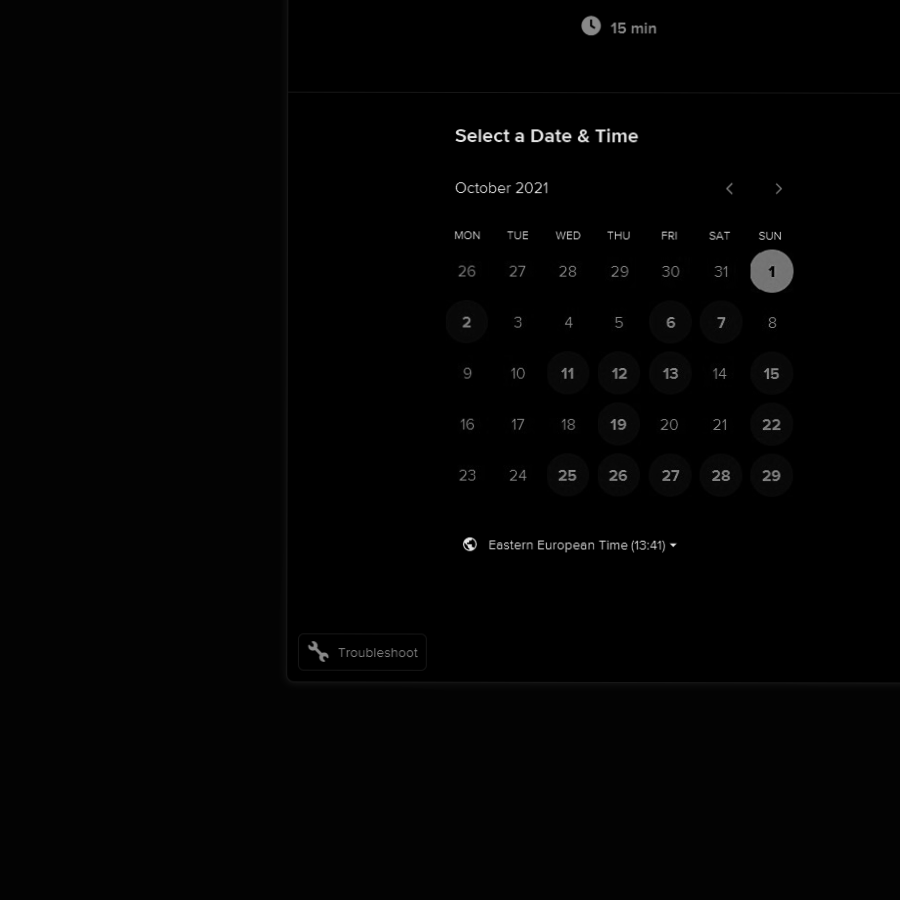 15 min
Select a Date & Time
October 2021
MON TUE WED THU FRI SAT SUN
26 27 28 29 30 31 1
2 3 4 5 6 7 8
9 10 11 12 13 14 15
16 17 18 19 20 21 22
23 24 25 26 27 28 29
Eastern European Time (13:41)
Troubleshoot